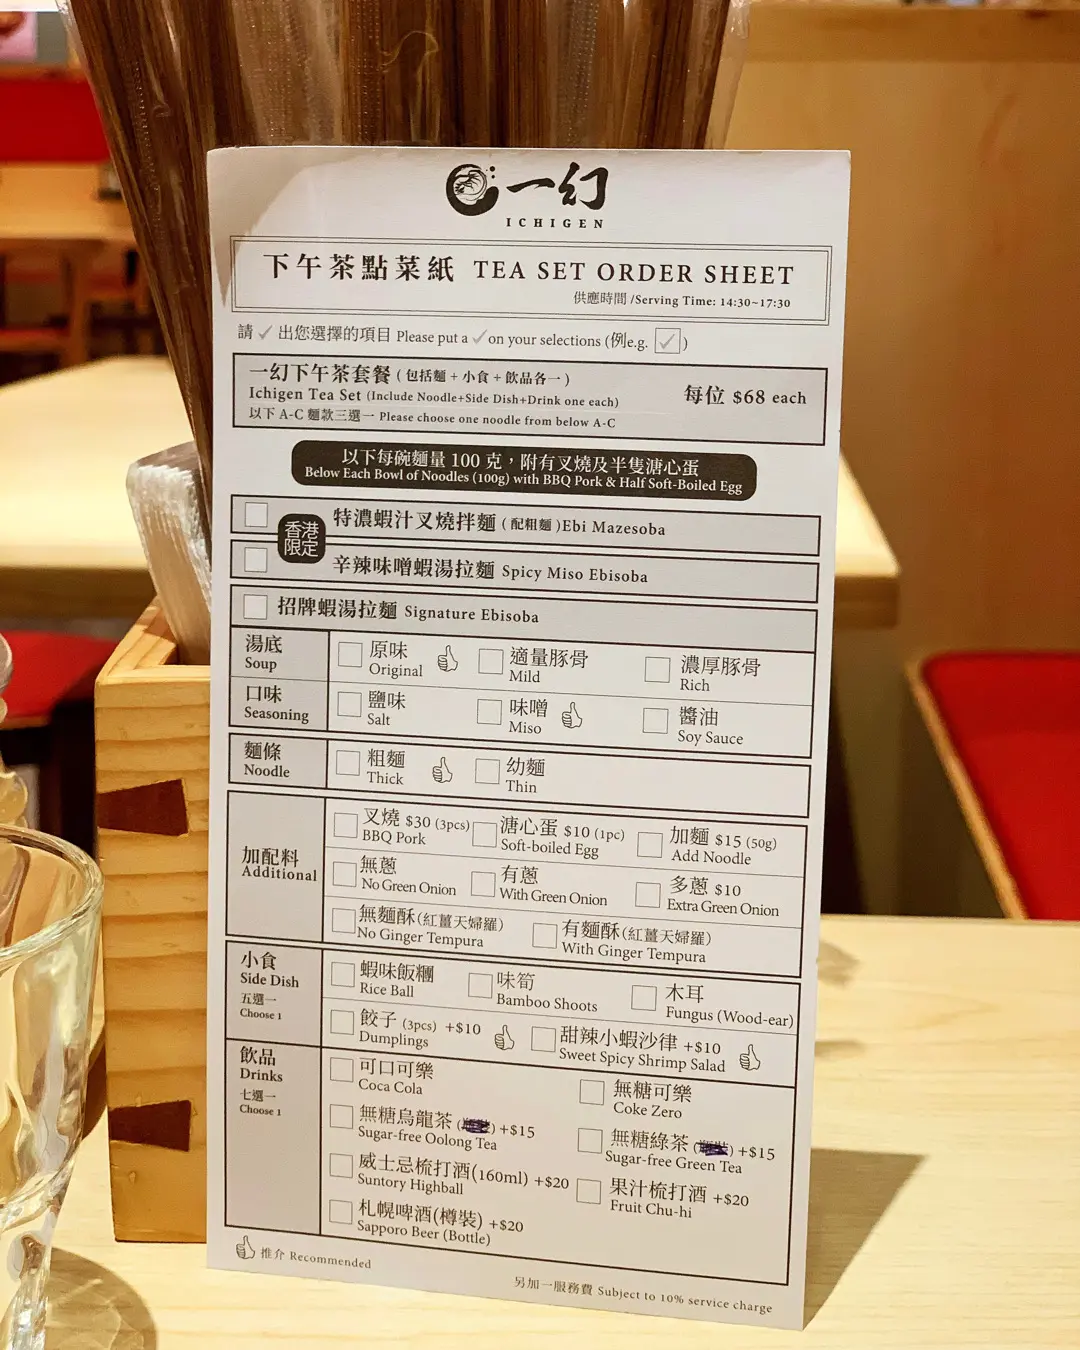 一幻
ICHIGEN
下午茶點菜紙 TEA SET ORDER SHEET
供應時間 /Serving Time: 14:30~17:30
請 ✓ 出您選擇的項目 Please put a ✓ on your selections (例e.g. ✓)
一幻下午茶套餐 ( 包括麵 + 小食 + 飲品各一 )
Ichigen Tea Set (Include Noodle+Side Dish+Drink one each)
每位 $68 each
以下 A-C 麵款三選一 Please choose one noodle from below A-C
以下每碗麵量 100 克，附有叉燒及半隻溏心蛋
Below Each Bowl of Noodles (100g) with BBQ Pork & Half Soft-Boiled Egg
香港
限定
特濃蝦汁叉燒拌麵 ( 配粗麵 )Ebi Mazesoba
辛辣味噌蝦湯拉麵 Spicy Miso Ebisoba
招牌蝦湯拉麵 Signature Ebisoba
湯底
Soup
原味
Original
適量豚骨
Mild
濃厚豚骨
Rich
口味
Seasoning
鹽味
Salt
味噌
Miso
醬油
Soy Sauce
麵條
Noodle
粗麵
Thick
幼麵
Thin
加配料
Additional
叉燒 $30 (3pcs)
BBQ Pork
溏心蛋 $10 (1pc)
Soft-boiled Egg
加麵 $15 (50g)
Add Noodle
無蔥
No Green Onion
有蔥
With Green Onion
多蔥 $10
Extra Green Onion
無麵酥(紅薑天婦羅)
No Ginger Tempura
有麵酥(紅薑天婦羅)
With Ginger Tempura
小食
Side Dish
五選一
Choose 1
蝦味飯糰
Rice Ball
味筍
Bamboo Shoots
木耳
Fungus (Wood-ear)
餃子 (3pcs) +$10
Dumplings
甜辣小蝦沙律 +$10
Sweet Spicy Shrimp Salad
飲品
Drinks
七選一
Choose 1
可口可樂
Coca Cola
無糖可樂
Coke Zero
無糖烏龍茶 ( ) +$15
Sugar-free Oolong Tea
無糖綠茶 ( ) +$15
Sugar-free Green Tea
威士忌梳打酒(160ml) +$20
Suntory Highball
果汁梳打酒 +$20
Fruit Chu-hi
札幌啤酒(樽裝) +$20
Sapporo Beer (Bottle)
推介 Recommended
另加一服務費 Subject to 10% service charge